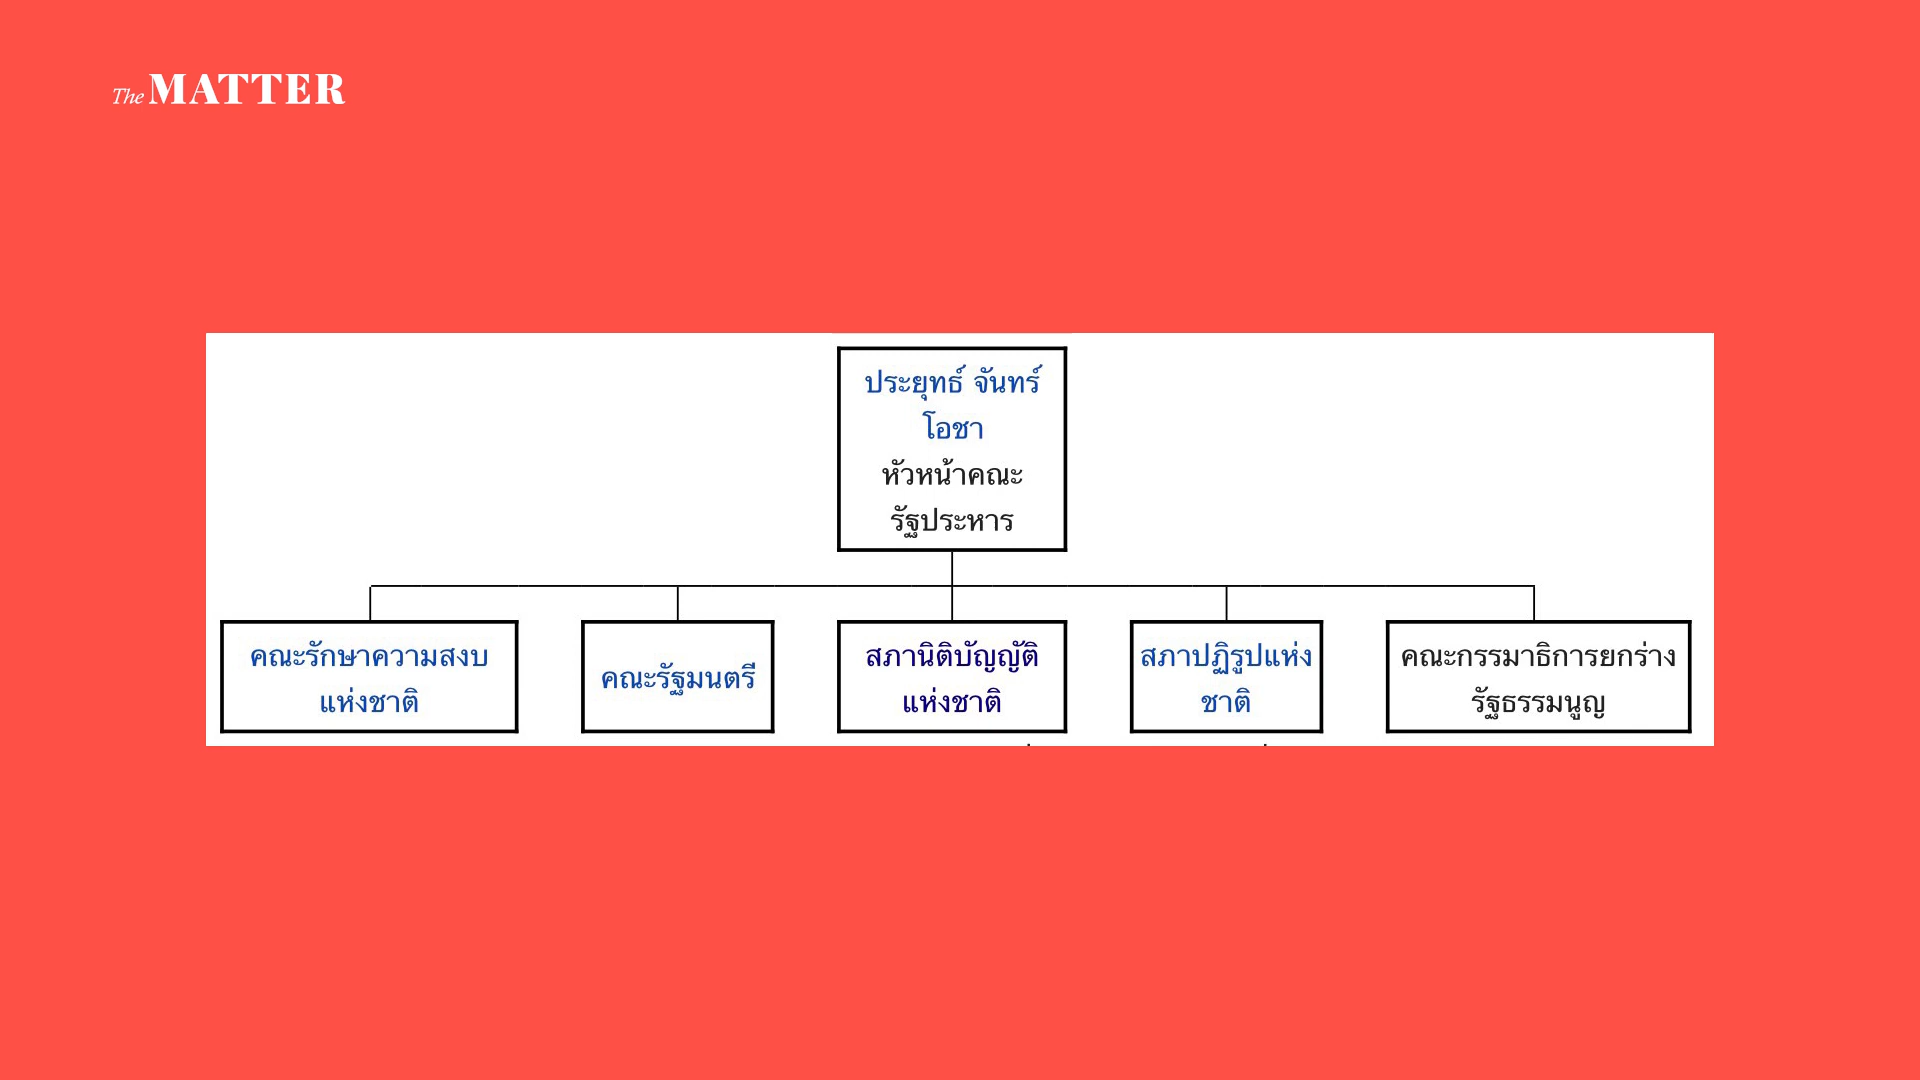 The MATTER
ประยุทธ์ จันทร์
โอชา
หัวหน้าคณะ
รัฐประหาร
คณะรักษาความสงบ
แห่งชาติ
คณะรัฐมนตรี
สภานิติบัญญัติ
แห่งชาติ
สภาปฏิรูปแห่ง
ชาติ
คณะกรรมาธิการยกร่าง
รัฐธรรมนูญ